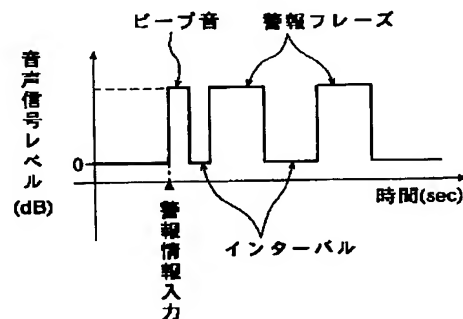 ビープ音
警報フレーズ
音声信号レベル
(dB)
0
時間(sec)
インターバル
警報情報入力